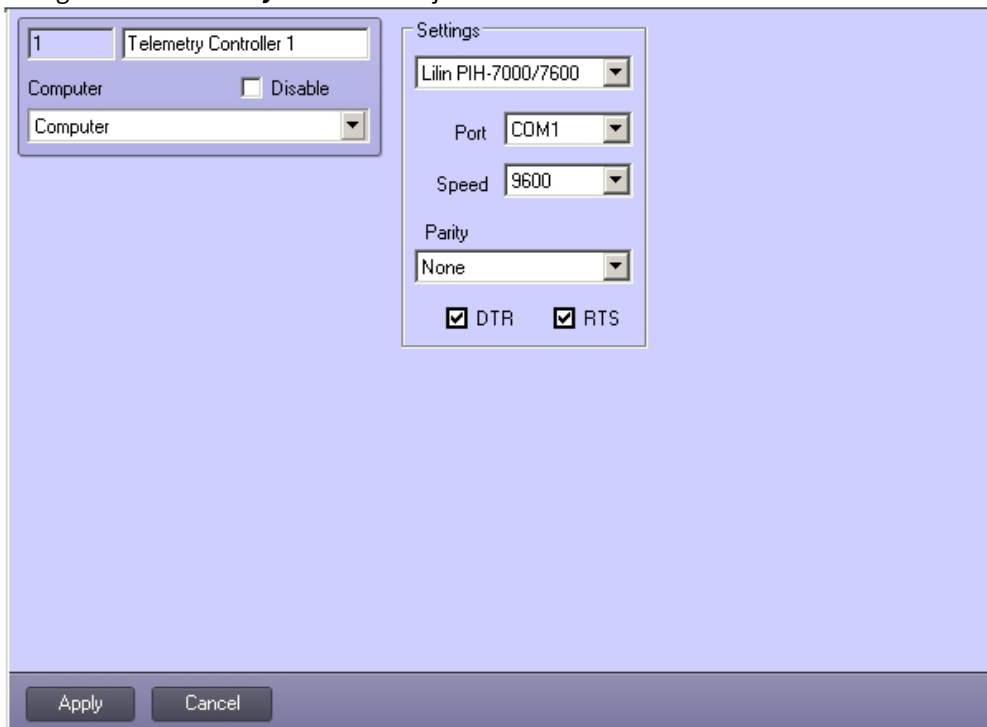 1
Telemetry Controller 1
Computer
Disable
Computer
Settings
Lilin PIH-7000/7600
Port
COM1
Speed
9600
Parity
None
DTR
RTS
Apply
Cancel